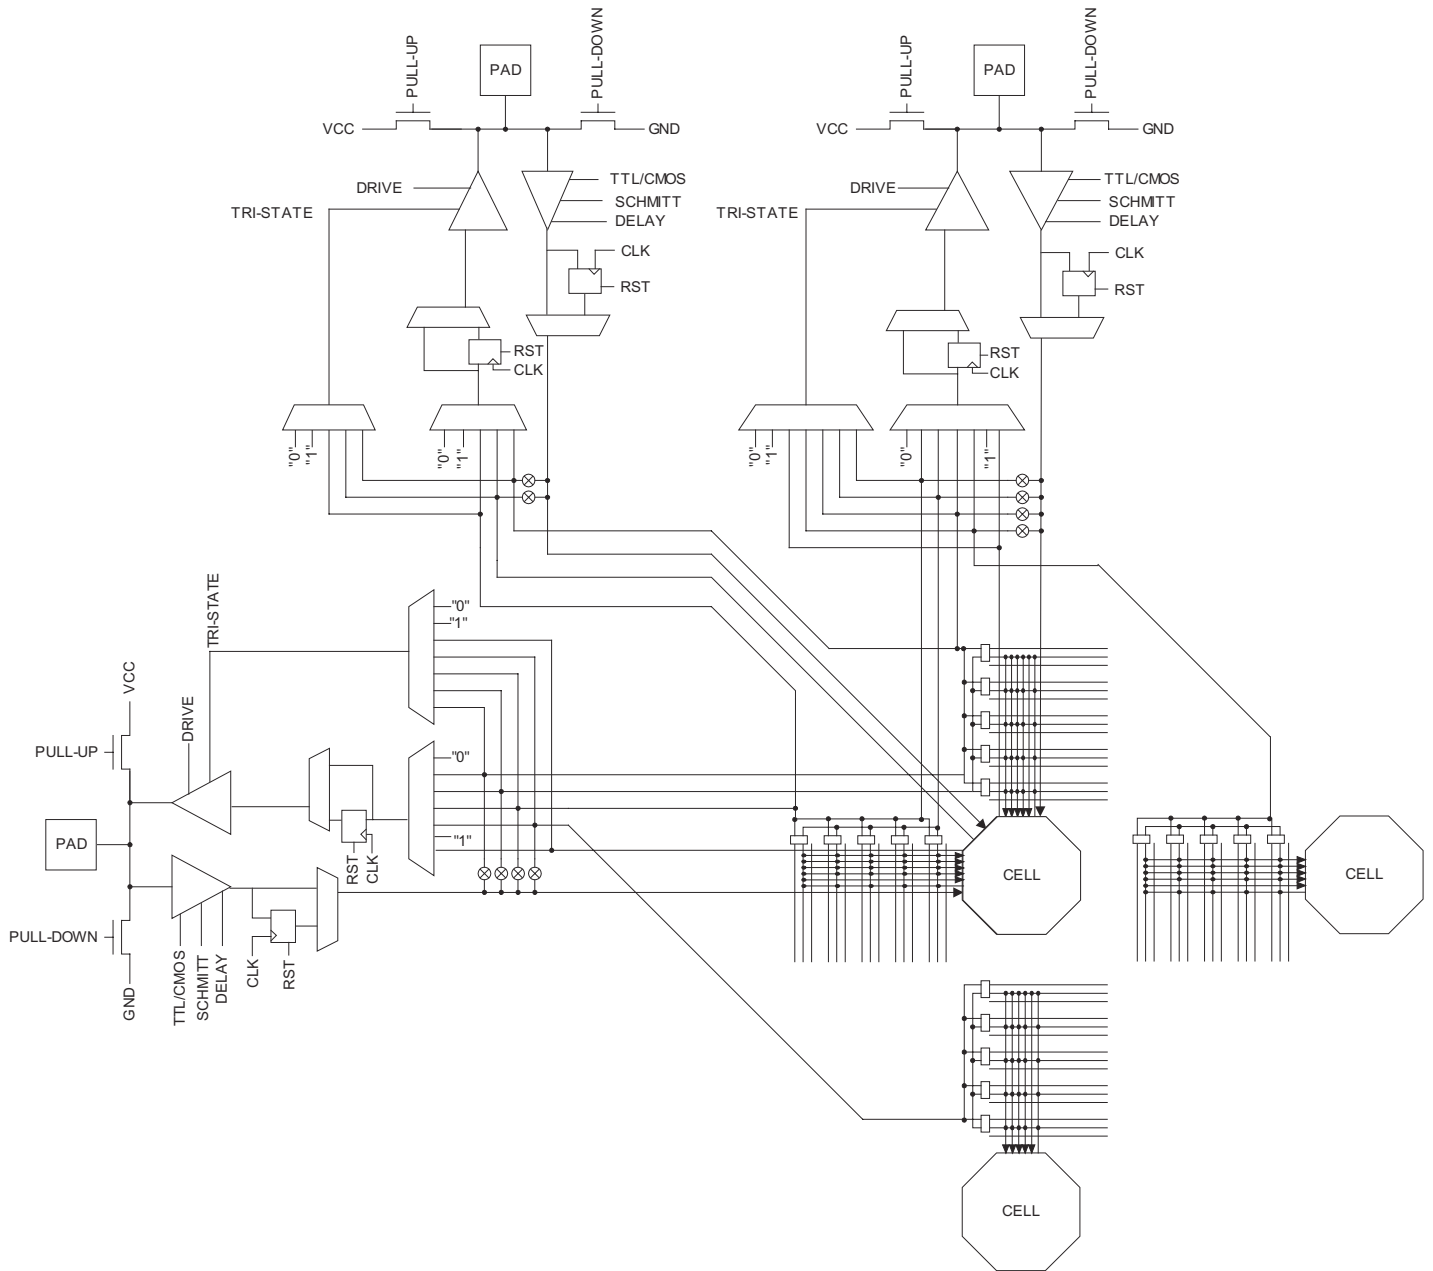 PULL-UP
PAD
PULL-DOWN
VCC
GND
DRIVE
TRI-STATE
TTL/CMOS
SCHMITT
DELAY
CLK
RST
RST
CLK
"0"
"1"
"0"
"1"
PULL-UP
PAD
PULL-DOWN
VCC
GND
DRIVE
TRI-STATE
TTL/CMOS
SCHMITT
DELAY
CLK
RST
RST
CLK
"0"
"1"
"0"
"1"
TRI-STATE
"0"
"1"
VCC
DRIVE
PULL-UP
"0"
PAD
"1"
RST
CLK
PULL-DOWN
GND
TTL/CMOS
SCHMITT
DELAY
CLK
RST
CELL
CELL
CELL